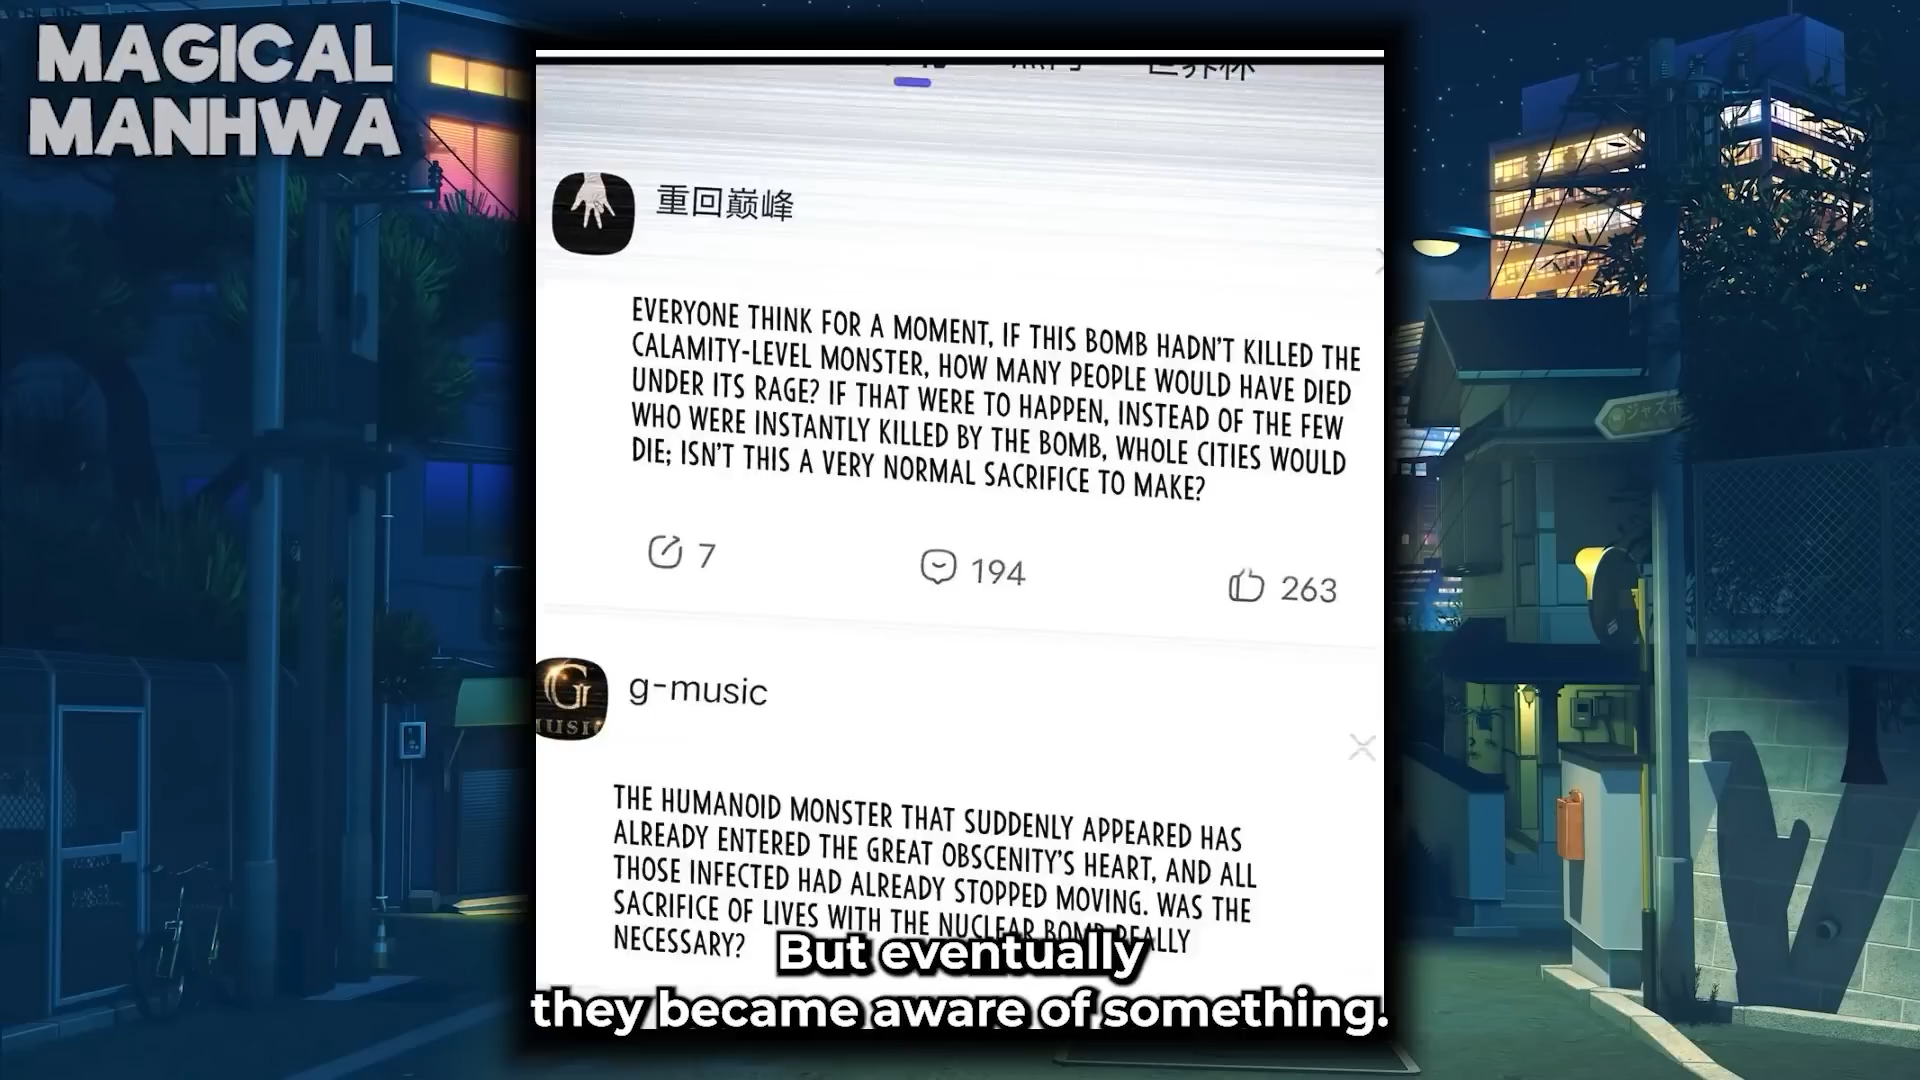 MAGICAL
MANHWA
重回巅峰
EVERYONE THINK FOR A MOMENT, IF THIS BOMB HADN'T KILLED THE
CALAMITY-LEVEL MONSTER, HOW MANY PEOPLE WOULD HAVE DIED
UNDER ITS RAGE? IF THAT WERE TO HAPPEN, INSTEAD OF THE FEW
WHO WERE INSTANTLY KILLED BY THE BOMB, WHOLE CITIES WOULD
DIE; ISN'T THIS A VERY NORMAL SACRIFICE TO MAKE?
7 194 263
G
MUSIC
g-music
THE HUMANOID MONSTER THAT SUDDENLY APPEARED HAS
ALREADY ENTERED THE GREAT OBSCENITY'S HEART, AND ALL
THOSE INFECTED HAD ALREADY STOPPED MOVING. WAS THE
SACRIFICE OF LIVES WITH THE NUCLEAR BOMB REALLY
NECESSARY?
But eventually
they became aware of something.